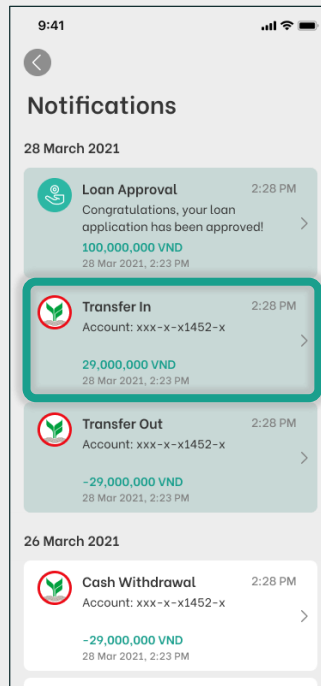 9:41
Notifications
28 March 2021
Loan Approval 2:28 PM
Congratulations, your loan
application has been approved!
100,000,000 VND
28 Mar 2021, 2:23 PM
Transfer In 2:28 PM
Account: xxx-x-x1452-x
29,000,000 VND
28 Mar 2021, 2:23 PM
Transfer Out 2:28 PM
Account: xxx-x-x1452-x
-29,000,000 VND
28 Mar 2021, 2:23 PM
26 March 2021
Cash Withdrawal 2:28 PM
Account: xxx-x-x1452-x
-29,000,000 VND
28 Mar 2021, 2:23 PM